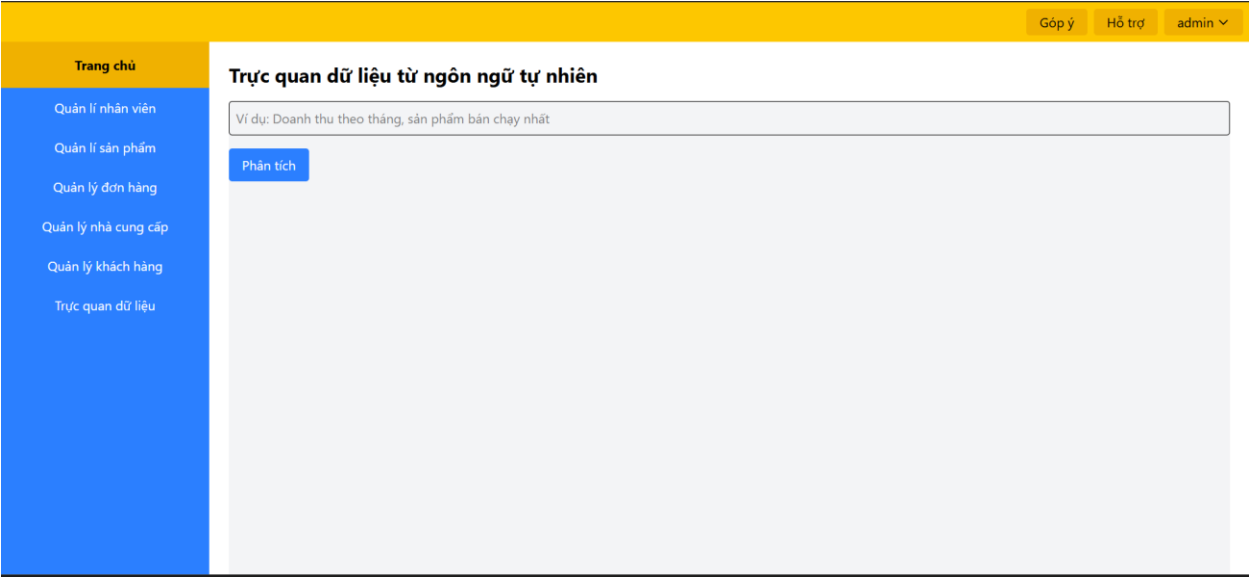 Góp ý
Hỗ trợ
admin
Trang chủ
Quản lí nhân viên
Quản lí sản phẩm
Quản lý đơn hàng
Quản lý nhà cung cấp
Quản lý khách hàng
Trực quan dữ liệu
Trực quan dữ liệu từ ngôn ngữ tự nhiên
Ví dụ: Doanh thu theo tháng, sản phẩm bán chạy nhất
Phân tích